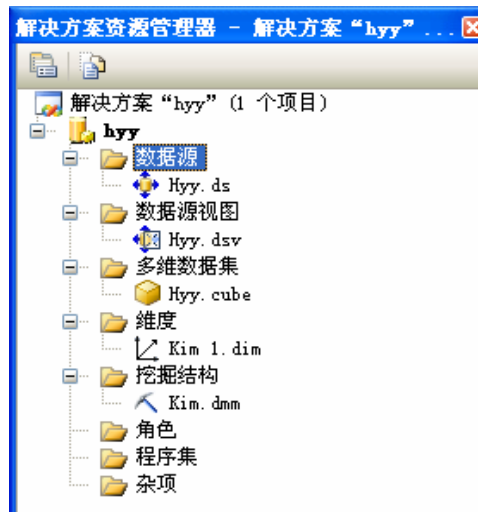 解决方案资源管理器 - 解决方案“hyy”...
解决方案“hyy”(1 个项目)
hyy
数据源
Hyy.ds
数据源视图
Hyy.dsv
多维数据集
Hyy.cube
维度
Kim 1.dim
挖掘结构
Kim.dmm
角色
程序集
杂项